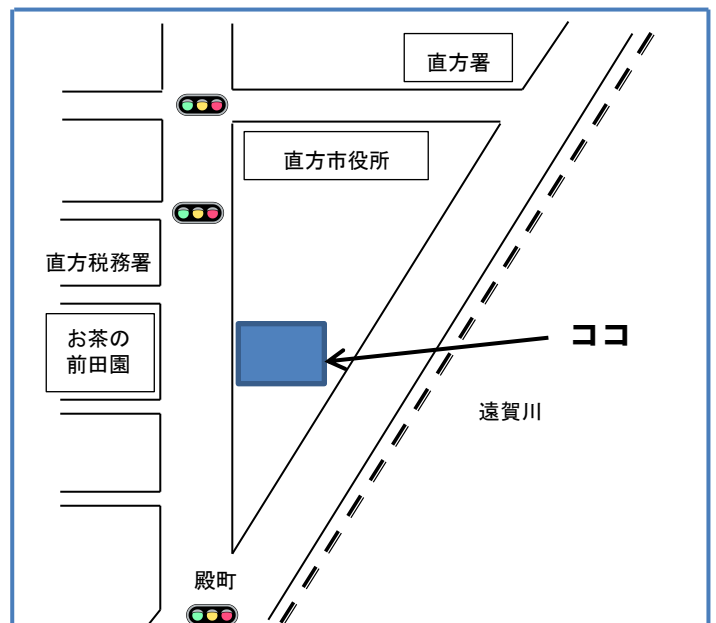 直方署
直方市役所
直方税務署
お茶の
前田園
ココ
遠賀川
殿町